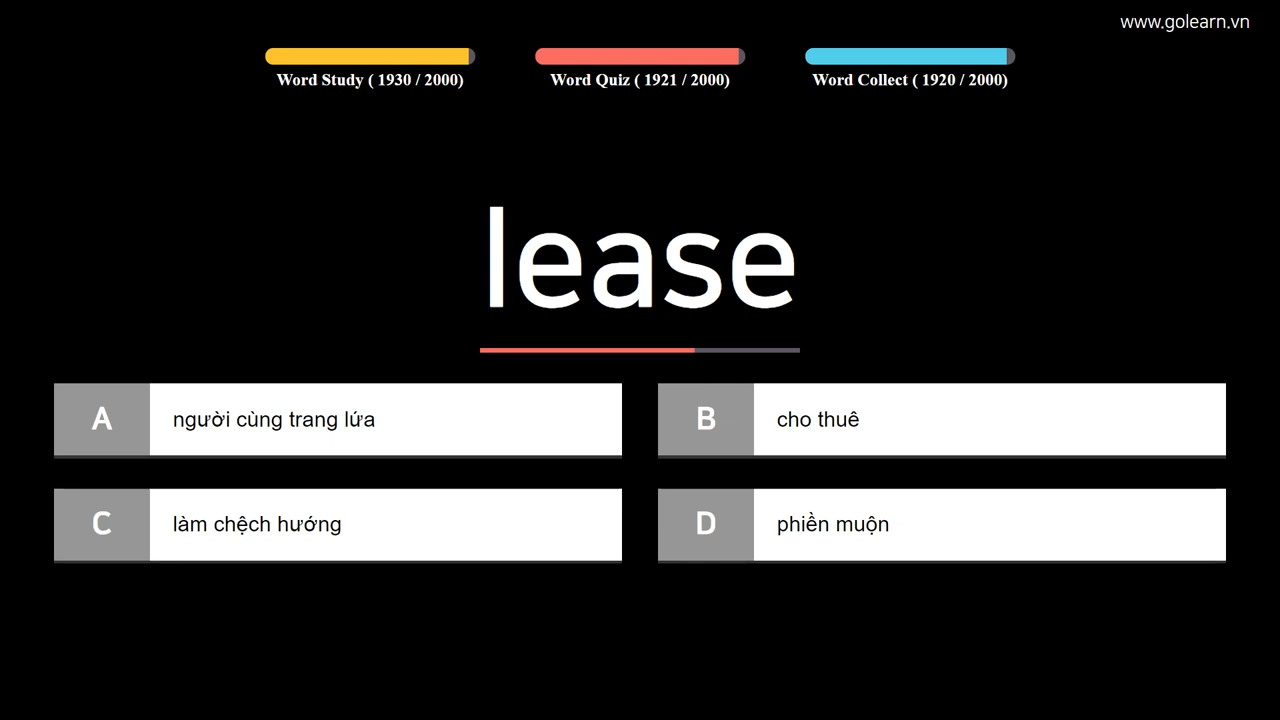 www.golearn.vn
Word Study ( 1930 / 2000)
Word Quiz ( 1921 / 2000)
Word Collect ( 1920 / 2000)
lease
A
người cùng trang lứa
B
cho thuê
C
làm chệch hướng
D
phiền muộn